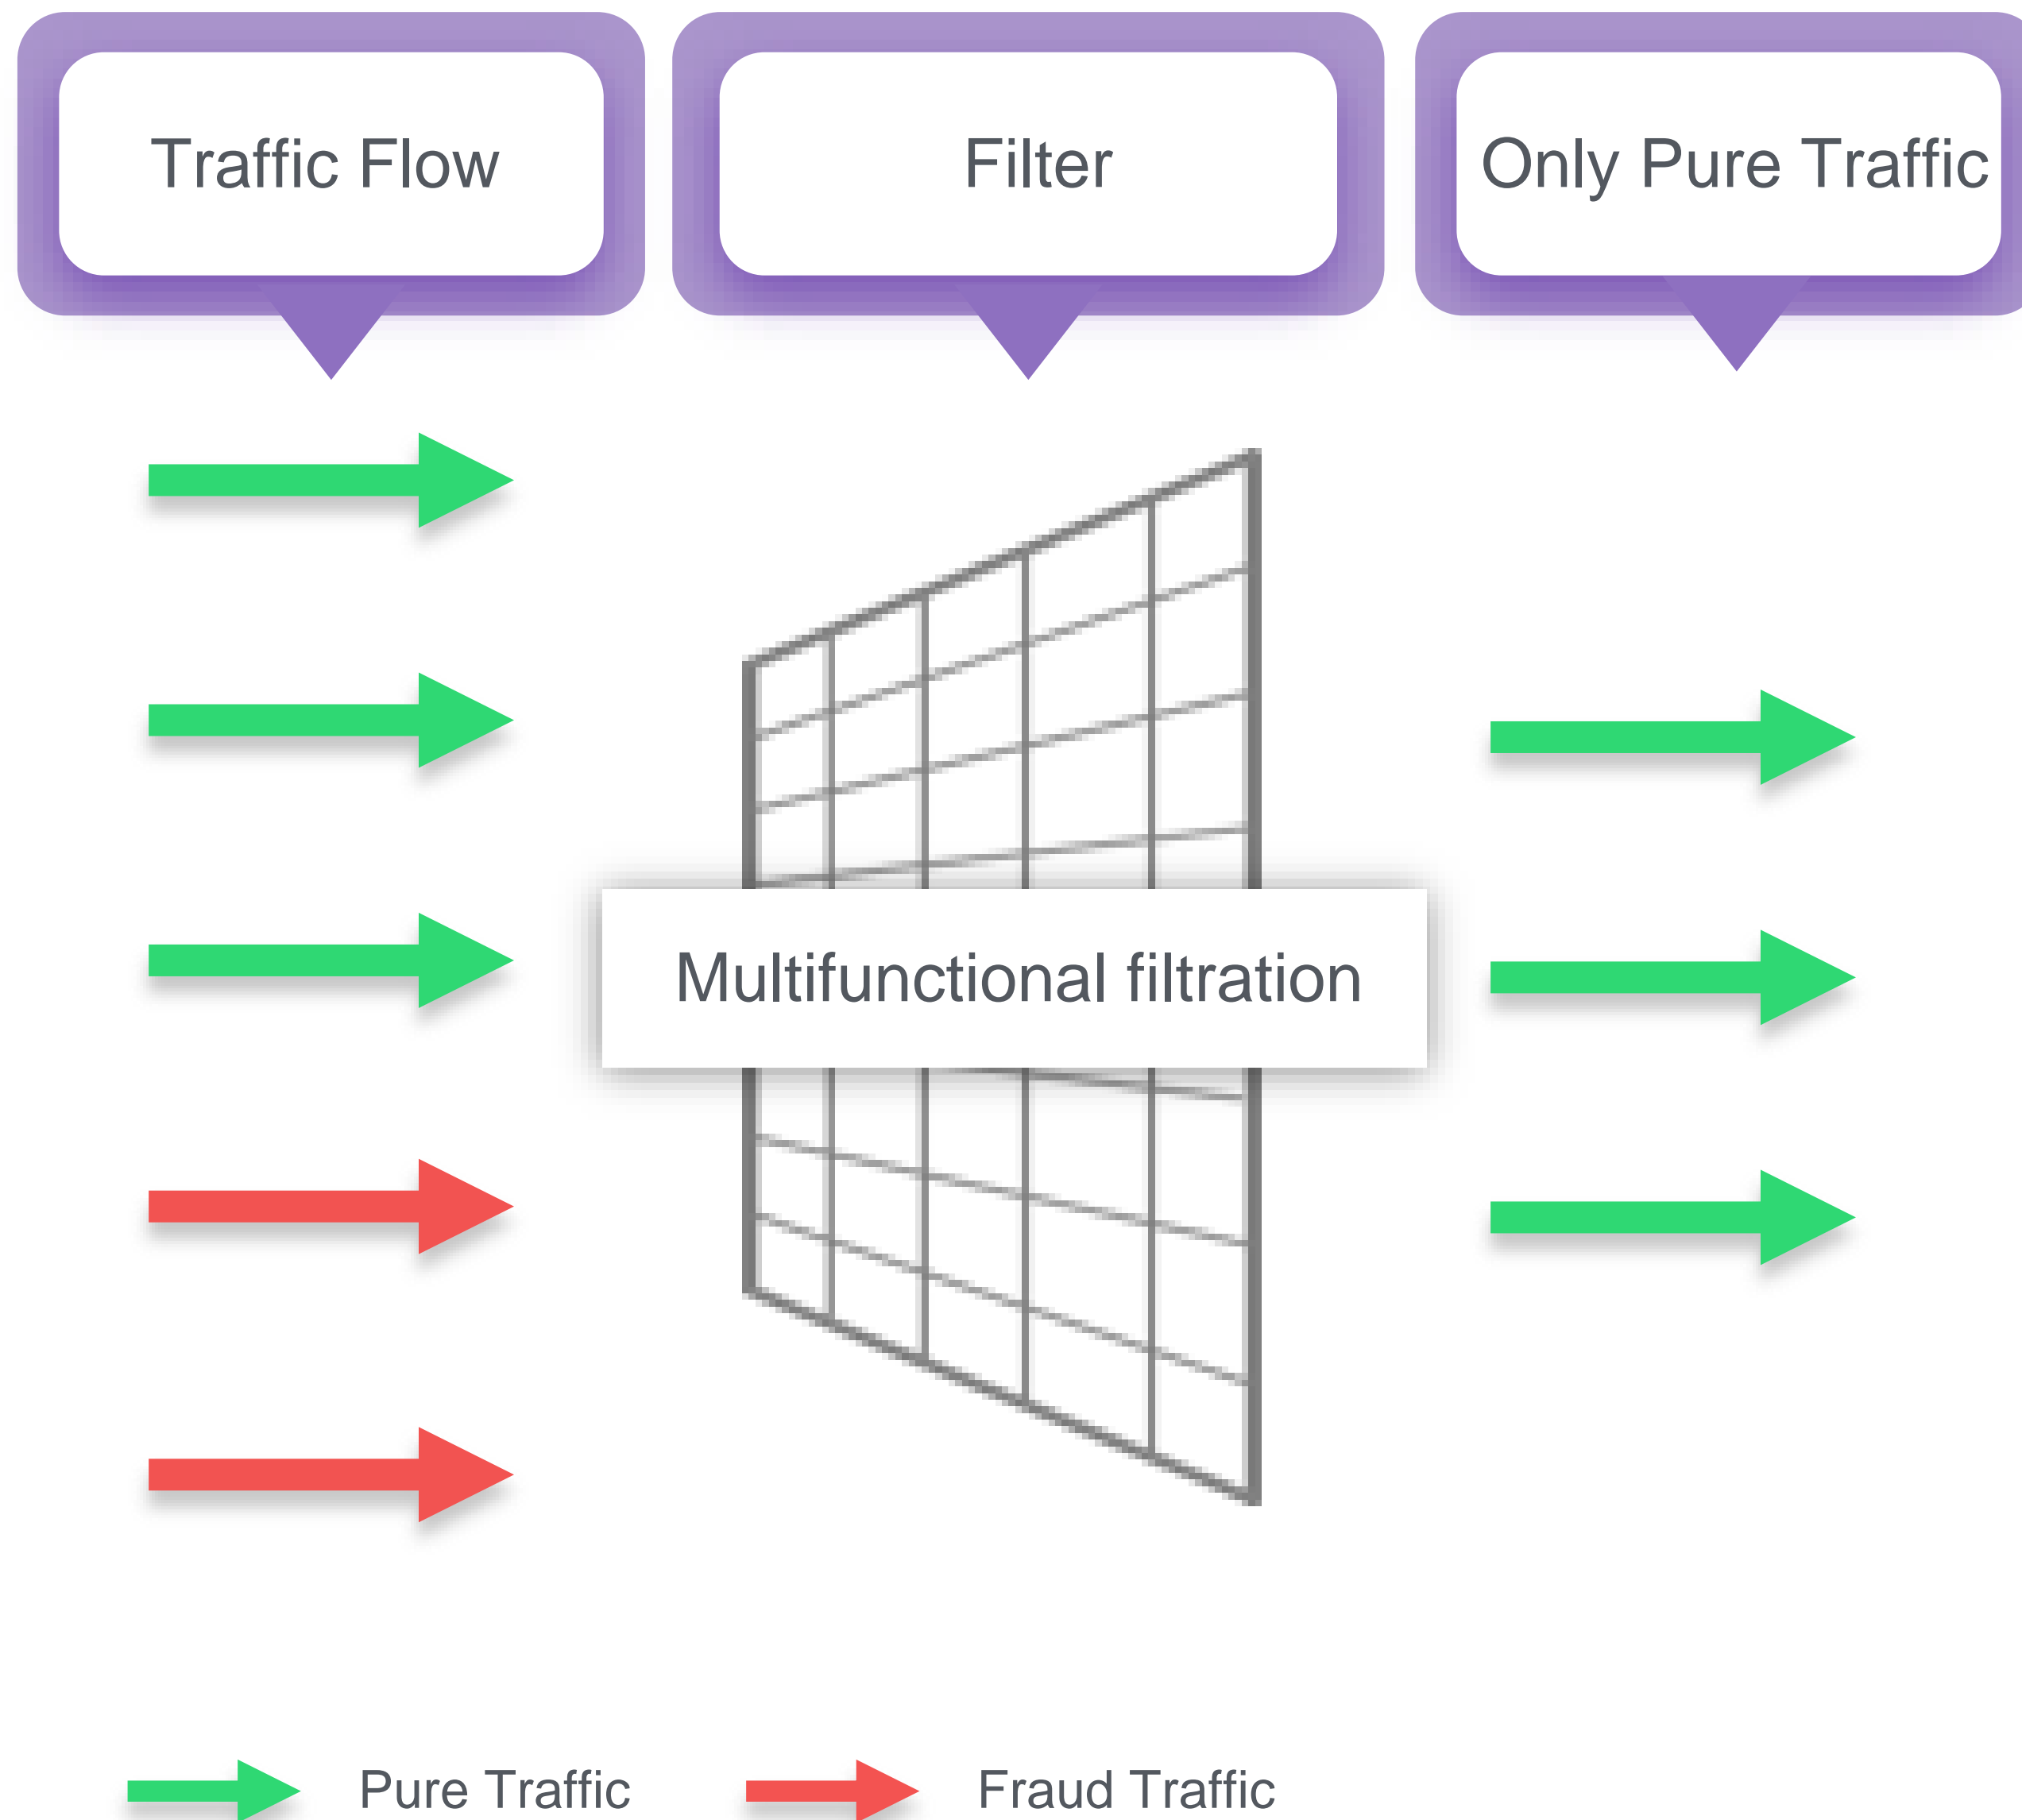 Traffic Flow
Filter
Only Pure Traffic
Multifunctional filtration
Pure Traffic
Fraud Traffic